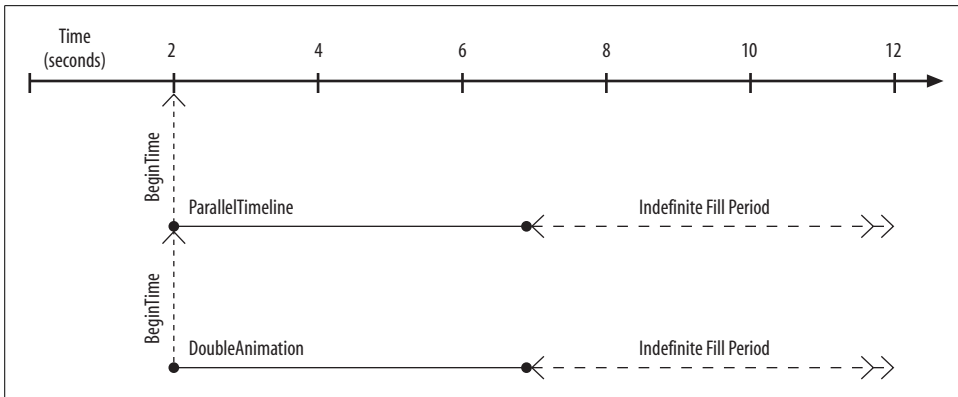 Time
(seconds)
2 4 6 8 10 12
BeginTime
ParallelTimeline
Indefinite Fill Period
BeginTime
DoubleAnimation
Indefinite Fill Period